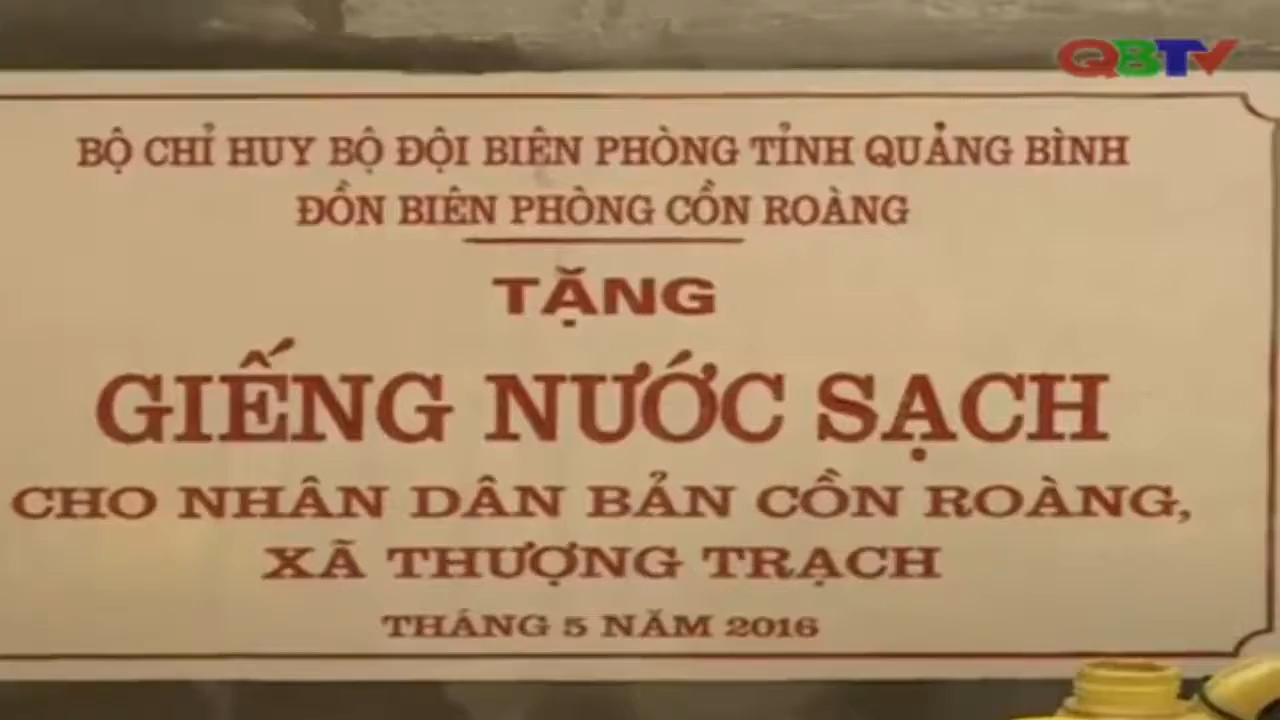 QBTV
BỘ CHỈ HUY BỘ ĐỘI BIÊN PHÒNG TỈNH QUẢNG BÌNH
ĐỒN BIÊN PHÒNG CỒN ROÀNG
TẶNG
GIẾNG NƯỚC SẠCH
CHO NHÂN DÂN BẢN CỒN ROÀNG,
XÃ THƯỢNG TRẠCH
THÁNG 5 NĂM 2016